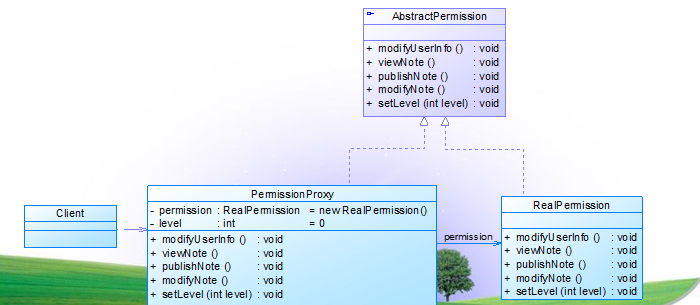 AbstractPermission
+ modifyUserInfo () : void
+ viewNote () : void
+ publishNote () : void
+ modifyNote () : void
+ setLevel (int level) : void
Client
PermissionProxy
- permission : RealPermission = new RealPermission()
- level : int = 0
+ modifyUserInfo () : void
+ viewNote () : void
+ publishNote () : void
+ modifyNote () : void
+ setLevel (int level) : void
permission
RealPermission
+ modifyUserInfo () : void
+ viewNote () : void
+ publishNote () : void
+ modifyNote () : void
+ setLevel (int level) : void